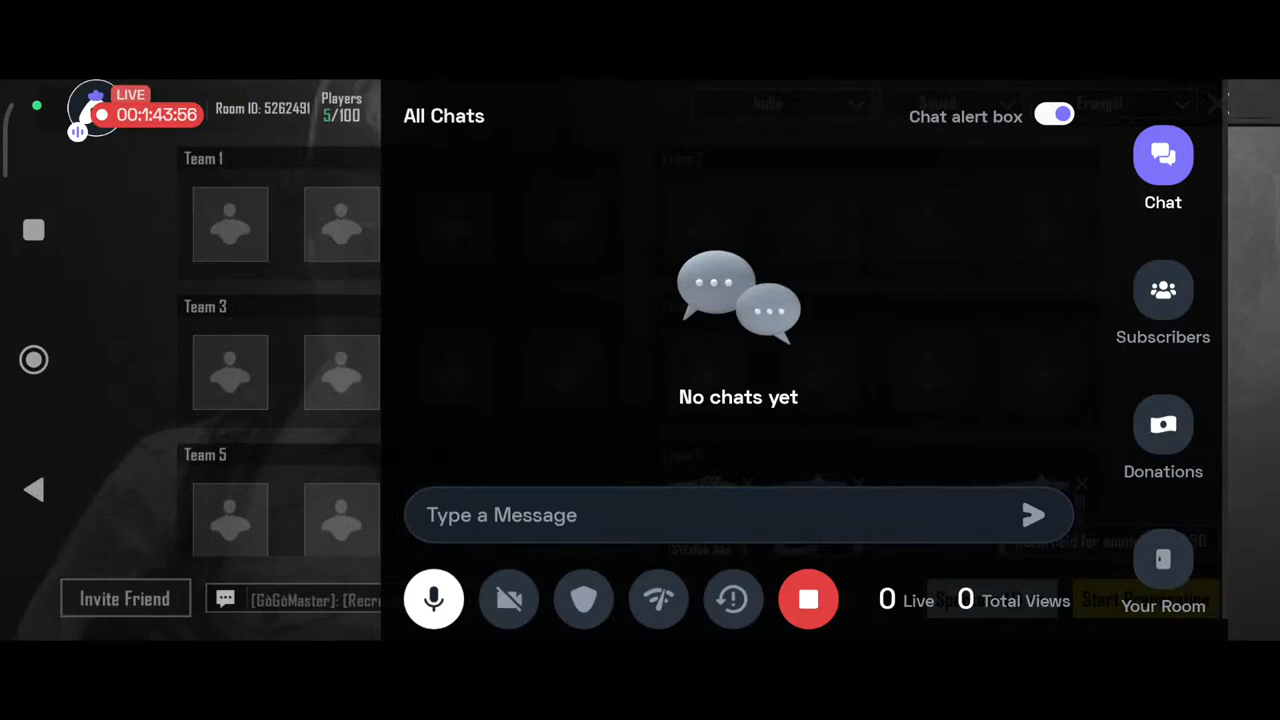 LIVE
00:1:43:56
Room ID: 5262491
Players
5/100
All Chats
Chat alert box
Erangel
Team 1
Chat
Team 3
Subscribers
No chats yet
Team 5
Donations
Type a Message
Invite Friend
[GòGòMaster]: [Recru
0 Live
0 Total Views
Your Room